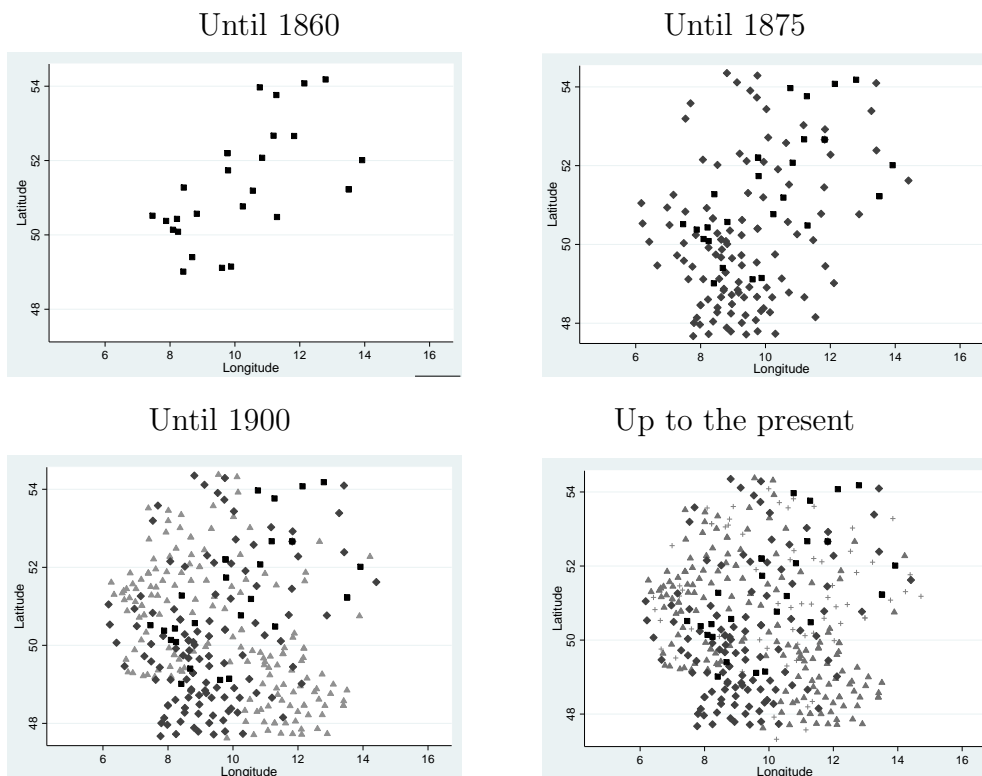 Until 1860
Until 1875
54
52
50
48
Latitude
6 8 10 12 14 16
Longitude
54
52
50
48
Latitude
6 8 10 12 14 16
Longitude
Until 1900
Up to the present
54
52
50
48
Latitude
6 8 10 12 14 16
Longitude
54
52
50
48
Latitude
6 8 10 12 14 16
Longitude